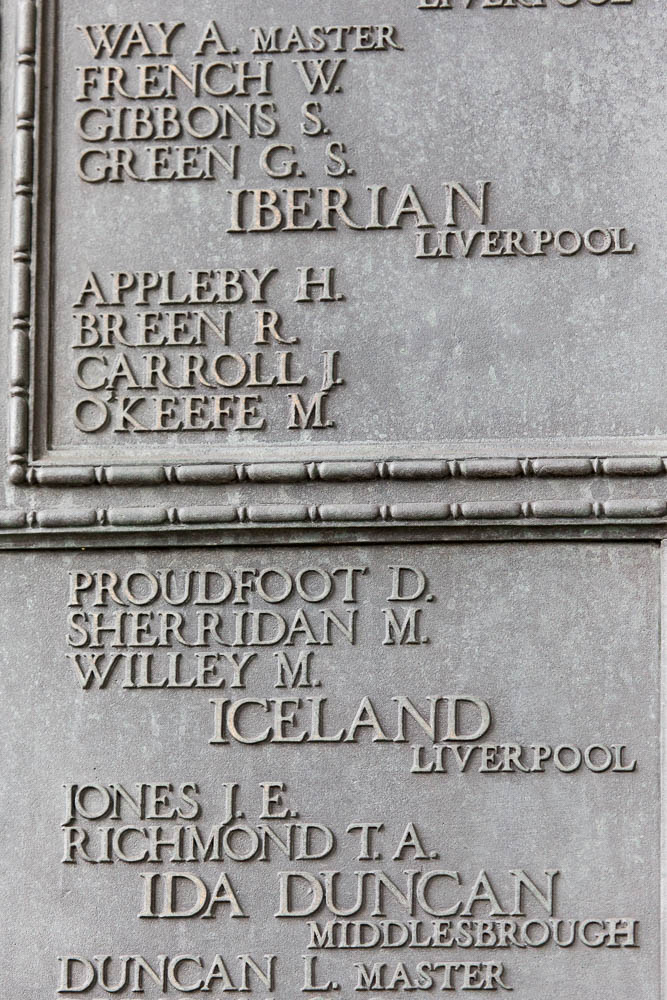 LIVERPOOL
WAY A. MASTER
FRENCH W.
GIBBONS S.
GREEN G. S.
IBERIAN
LIVERPOOL
APPLEBY H.
BREEN R.
CARROLL J.
O'KEEFE M.
PROUDFOOT D.
SHERRIDAN M.
WILLEY M.
ICELAND
LIVERPOOL
JONES J. E.
RICHMOND T. A.
IDA DUNCAN
MIDDLESBROUGH
DUNCAN L. MASTER